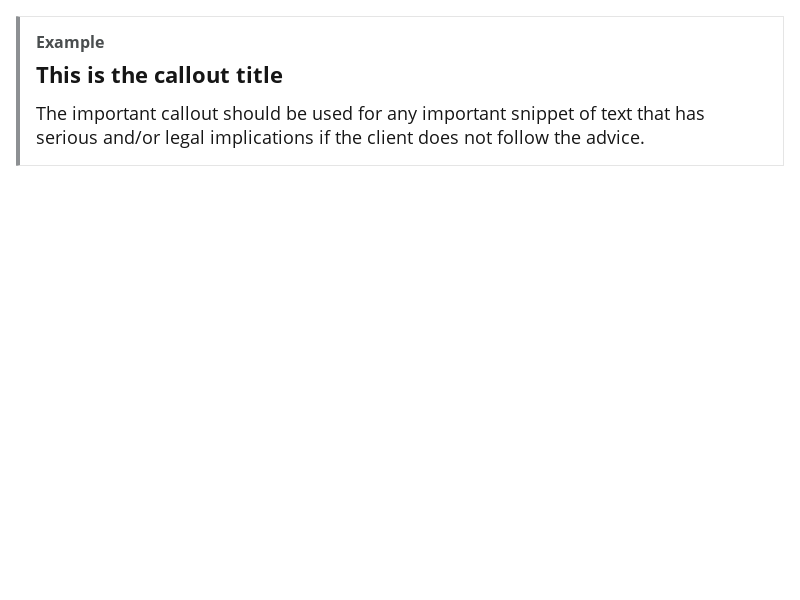 Example
This is the callout title
The important callout should be used for any important snippet of text that has
serious and/or legal implications if the client does not follow the advice.